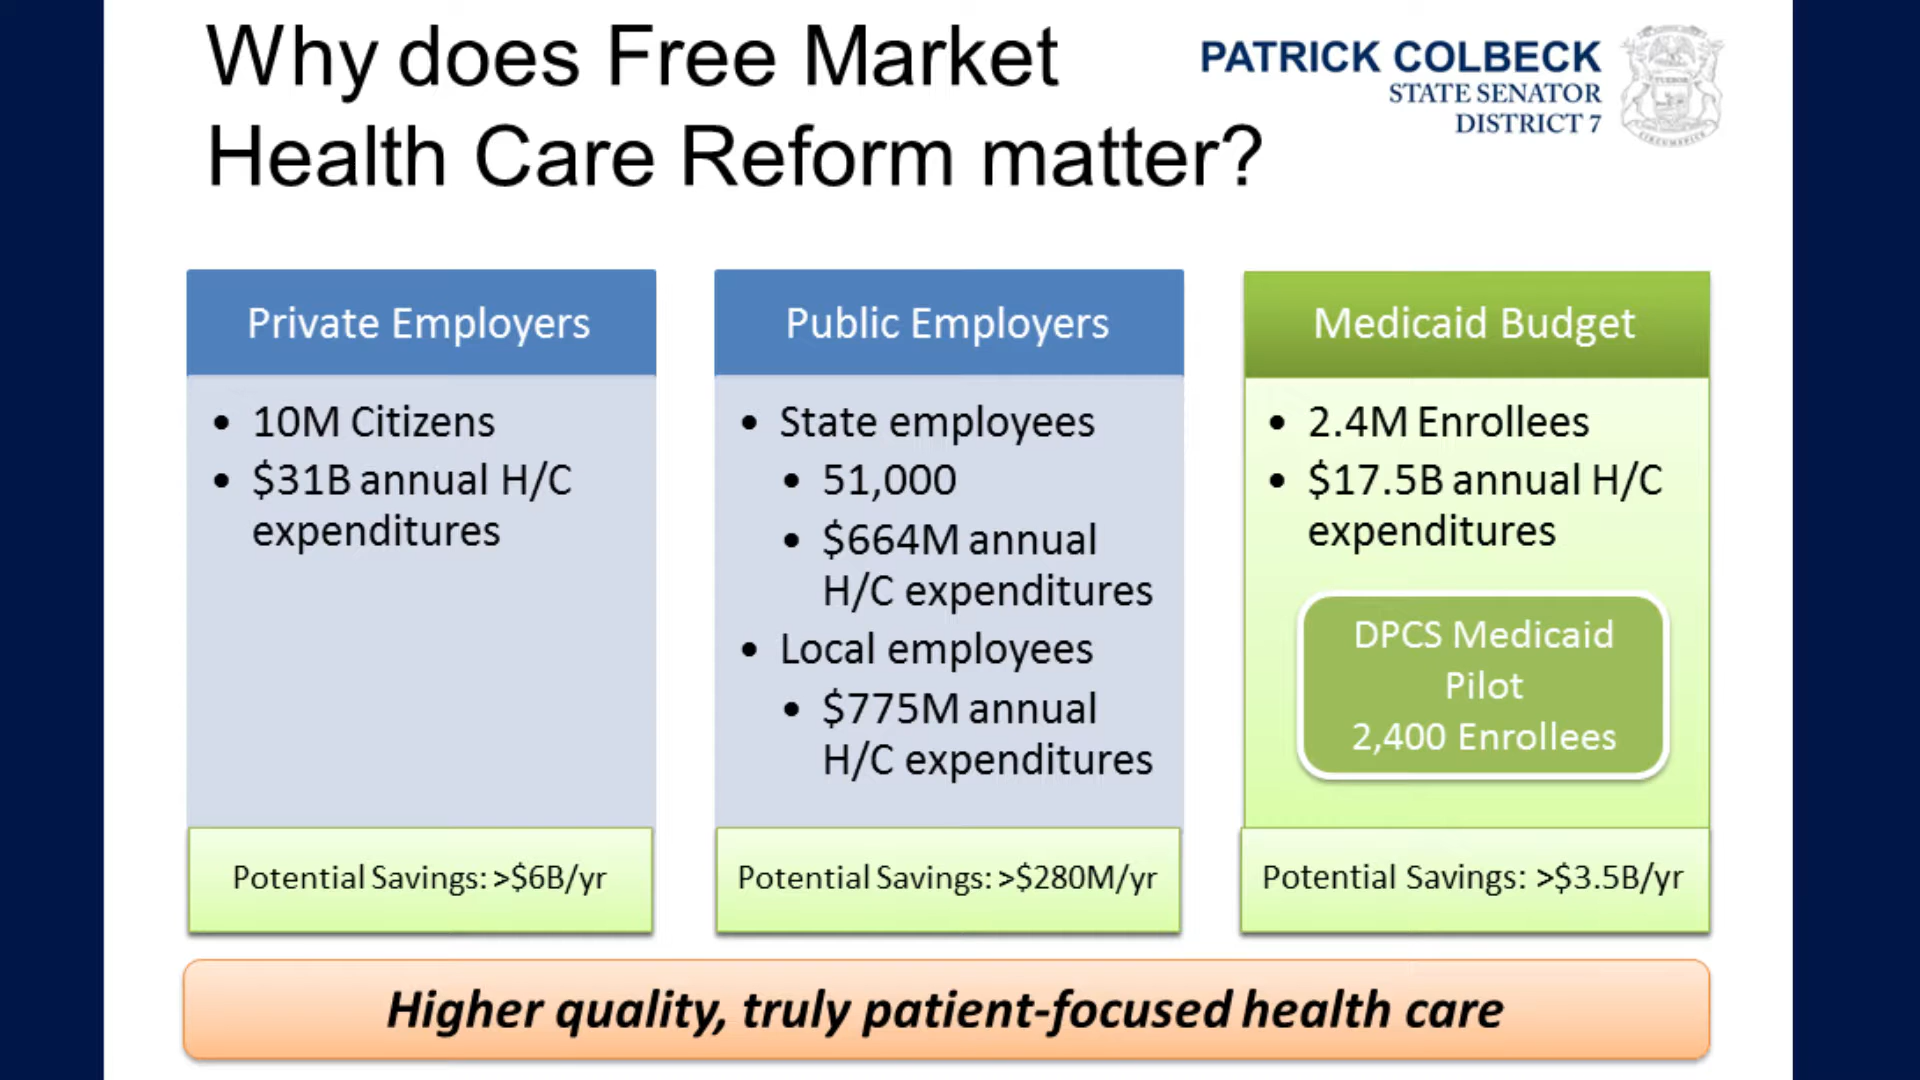 Why does Free Market
Health Care Reform matter?
PATRICK COLBECK
STATE SENATOR
DISTRICT 7
TUEBOR
CIRCUMSPICE
Private Employers
• 10M Citizens
• $31B annual H/C
expenditures
Potential Savings: >$6B/yr
Public Employers
• State employees
• 51,000
• $664M annual
H/C expenditures
• Local employees
• $775M annual
H/C expenditures
Potential Savings: >$280M/yr
Medicaid Budget
• 2.4M Enrollees
• $17.5B annual H/C
expenditures
DPCS Medicaid
Pilot
2,400 Enrollees
Potential Savings: >$3.5B/yr
Higher quality, truly patient-focused health care